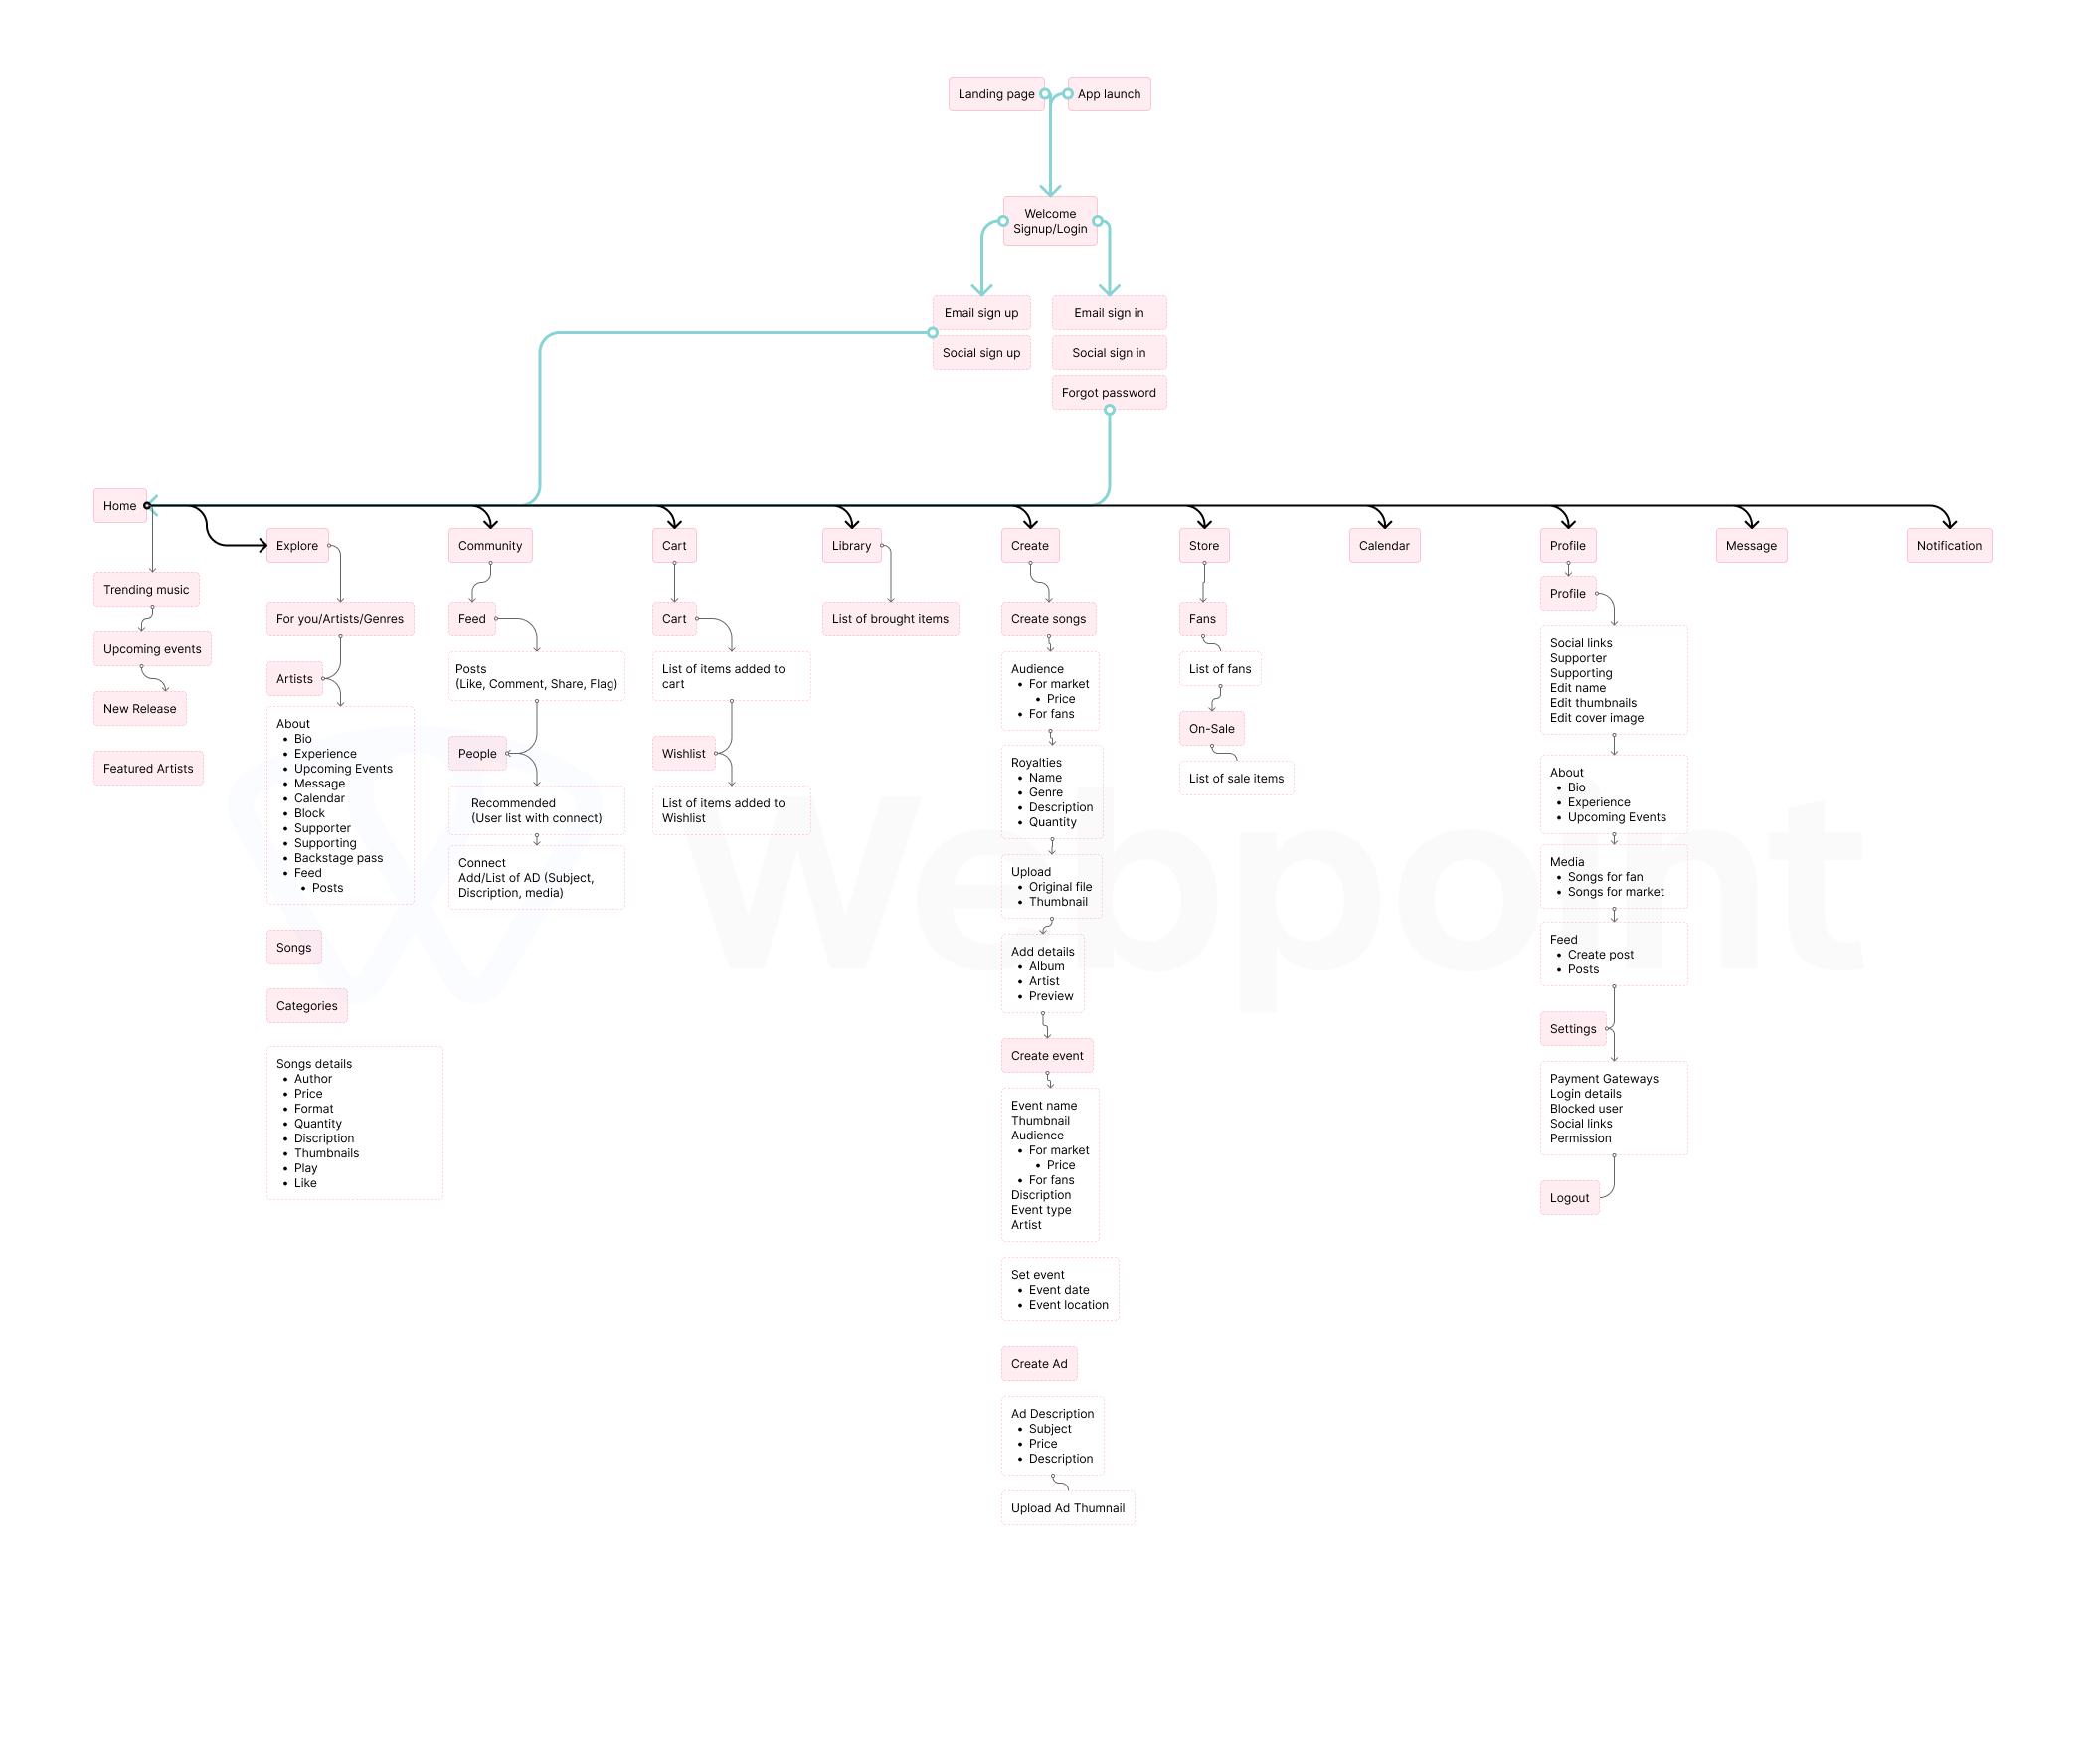 Landing page
App launch
Welcome
Signup/Login
Email sign up
Email sign in
Social sign up
Social sign in
Forgot password
Home
Trending music
Upcoming events
New Release
Featured Artists
Explore
For you/Artists/Genres
Artists
About
• Bio
• Experience
• Upcoming Events
• Message
• Calendar
• Block
• Supporter
• Supporting
• Backstage pass
• Feed
• Posts
Songs
Categories
Songs details
• Author
• Price
• Format
• Quantity
• Discription
• Thumbnails
• Play
• Like
Community
Feed
Posts
(Like, Comment, Share, Flag)
People
Recommended
(User list with connect)
Connect
Add/List of AD (Subject,
Discription, media)
Cart
Cart
List of items added to
cart
Wishlist
List of items added to
Wishlist
Library
List of brought items
Create
Create songs
Audience
• For market
• Price
• For fans
Royalties
• Name
• Genre
• Description
• Quantity
Upload
• Original file
• Thumbnail
Add details
• Album
• Artist
• Preview
Create event
Event name
Thumbnail
Audience
• For market
• Price
• For fans
Discription
Event type
Artist
Set event
• Event date
• Event location
Create Ad
Ad Description
• Subject
• Price
• Description
Upload Ad Thumnail
Store
Fans
List of fans
On-Sale
List of sale items
Calendar
Profile
Profile
Social links
Supporter
Supporting
Edit name
Edit thumbnails
Edit cover image
About
• Bio
• Experience
• Upcoming Events
Media
• Songs for fan
• Songs for market
Feed
• Create post
• Posts
Settings
Payment Gateways
Login details
Blocked user
Social links
Permission
Logout
Message
Notification
Webpoint